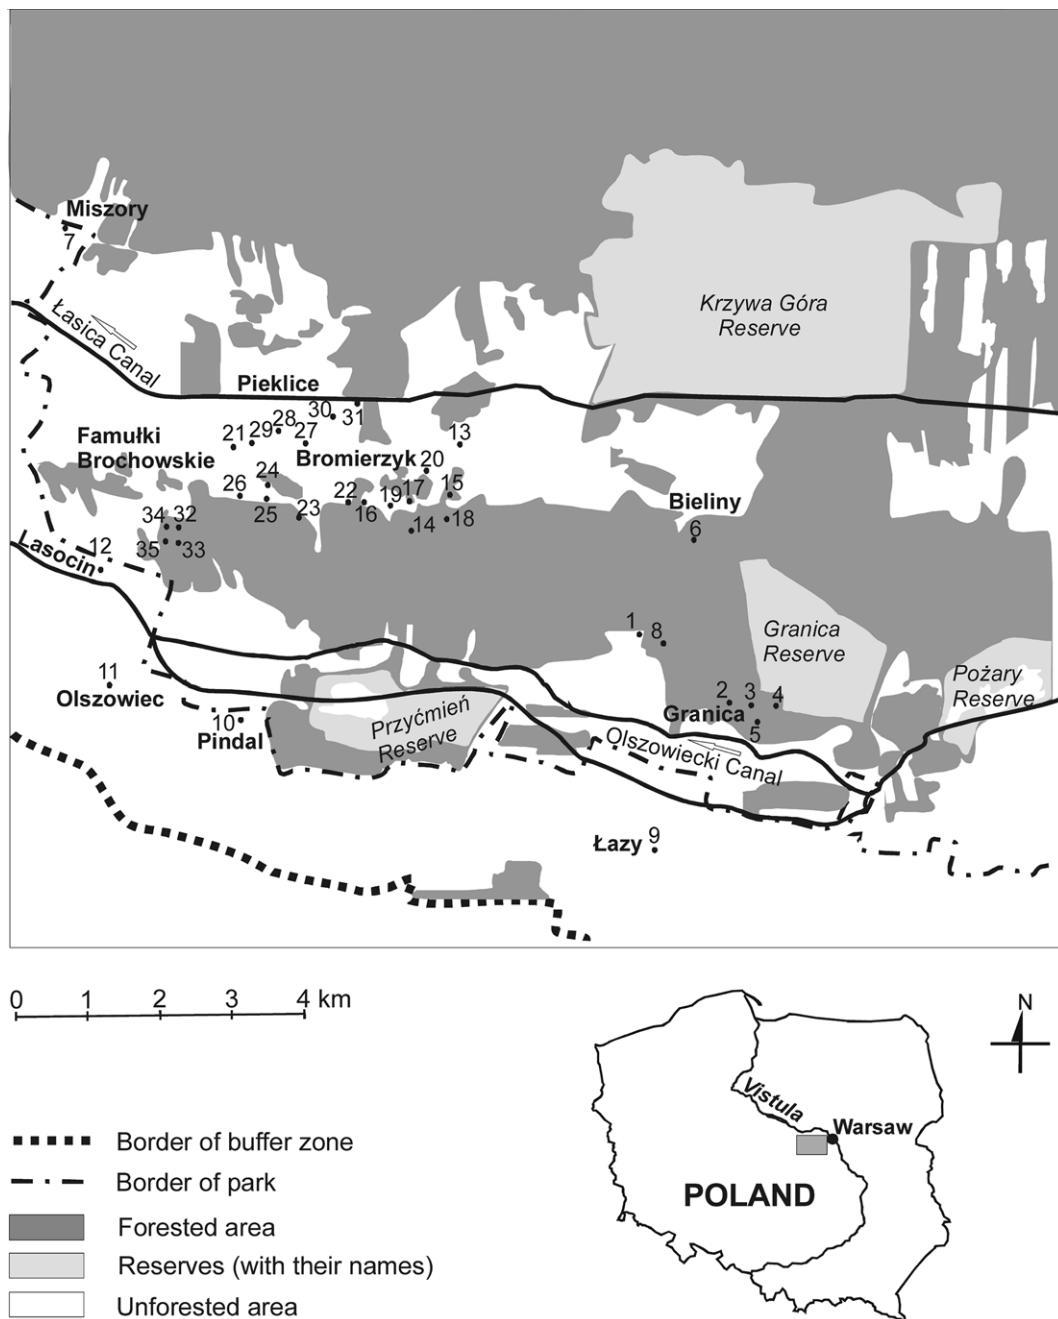 Miszory
7
Łasica Canal
Krzywa Góra
Reserve
Pieklice
30
31
28
29
21
27
13
Famułki
Brochowskie
Bromierzyk
20
24
26
25
23
22
16
19
17
15
14
18
Bieliny
6
34
32
35
33
Lasocin
12
1
8
Granica
Reserve
Pożary
Reserve
11
Olszowiec
2
3
4
Granica
5
10
Pindal
Przyćmień
Reserve
Olszowiecki Canal
Łazy
9
0 1 2 3 4 km
N
Vistula
Warsaw
POLAND
Border of buffer zone
Border of park
Forested area
Reserves (with their names)
Unforested area